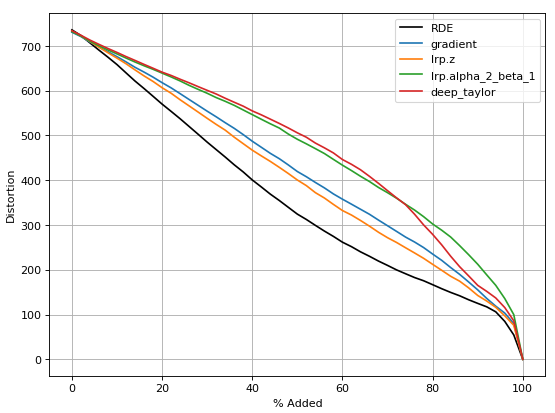 RDE
gradient
lrp.z
lrp.alpha_2_beta_1
deep_taylor
700
600
500
400
300
200
100
0
Distortion
0 20 40 60 80 100
% Added